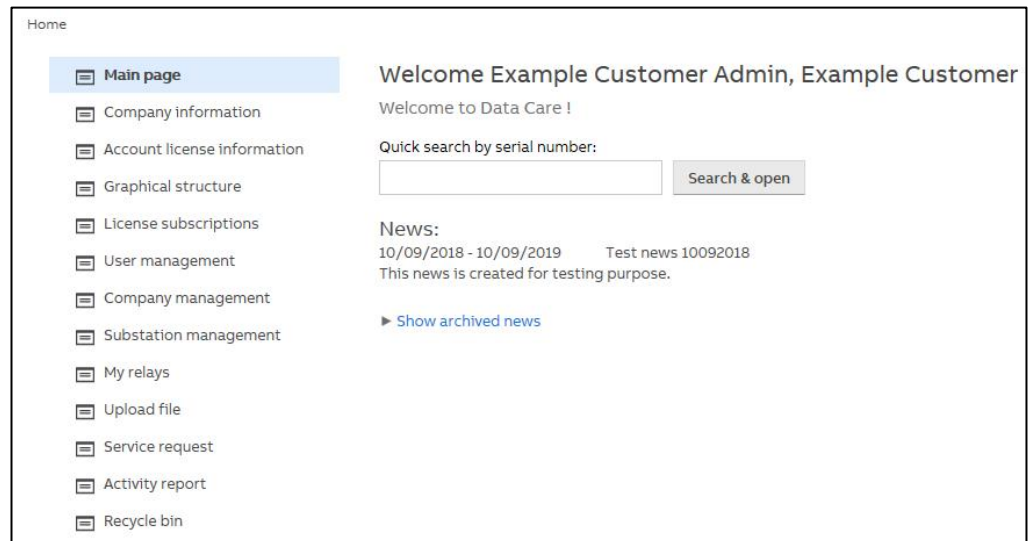 Home
Main page
Company information
Account license information
Graphical structure
License subscriptions
User management
Company management
Substation management
My relays
Upload file
Service request
Activity report
Recycle bin
Welcome Example Customer Admin, Example Customer
Welcome to Data Care !
Quick search by serial number:
Search & open
News:
10/09/2018 - 10/09/2019 Test news 10092018
This news is created for testing purpose.
Show archived news